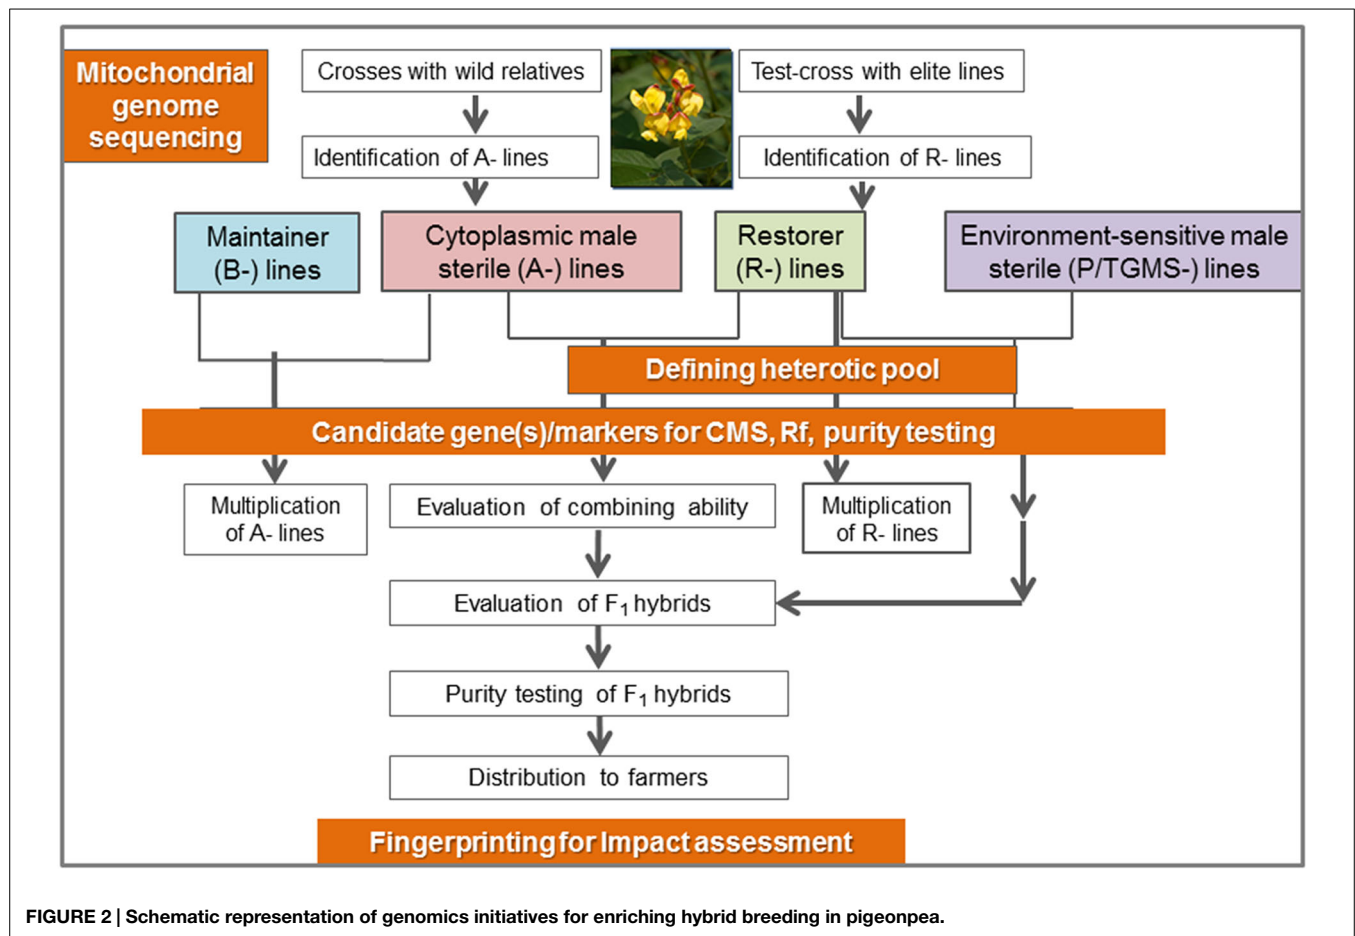 Mitochondrial
genome
sequencing
Crosses with wild relatives
Test-cross with elite lines
Identification of A- lines
Identification of R- lines
Maintainer
(B-) lines
Cytoplasmic male
sterile (A-) lines
Restorer
(R-) lines
Environment-sensitive male
sterile (P/TGMS-) lines
Defining heterotic pool
Candidate gene(s)/markers for CMS, Rf, purity testing
Multiplication
of A- lines
Evaluation of combining ability
Multiplication
of R- lines
Evaluation of F1 hybrids
Purity testing of F1 hybrids
Distribution to farmers
Fingerprinting for Impact assessment
FIGURE 2 | Schematic representation of genomics initiatives for enriching hybrid breeding in pigeonpea.